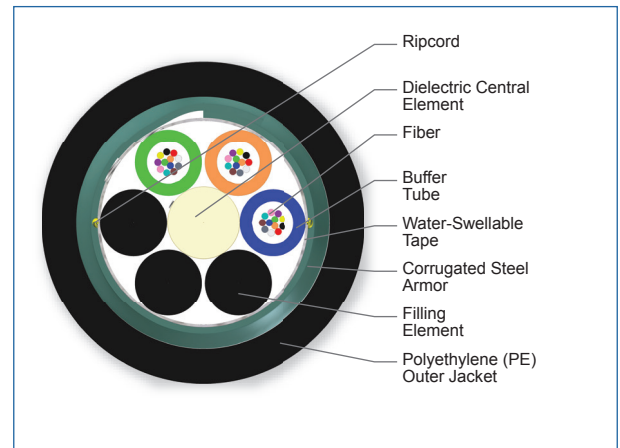 Ripcord
Dielectric Central
Element
Fiber
Buffer
Tube
Water-Swellable
Tape
Corrugated Steel
Armor
Filling
Element
Polyethylene (PE)
Outer Jacket